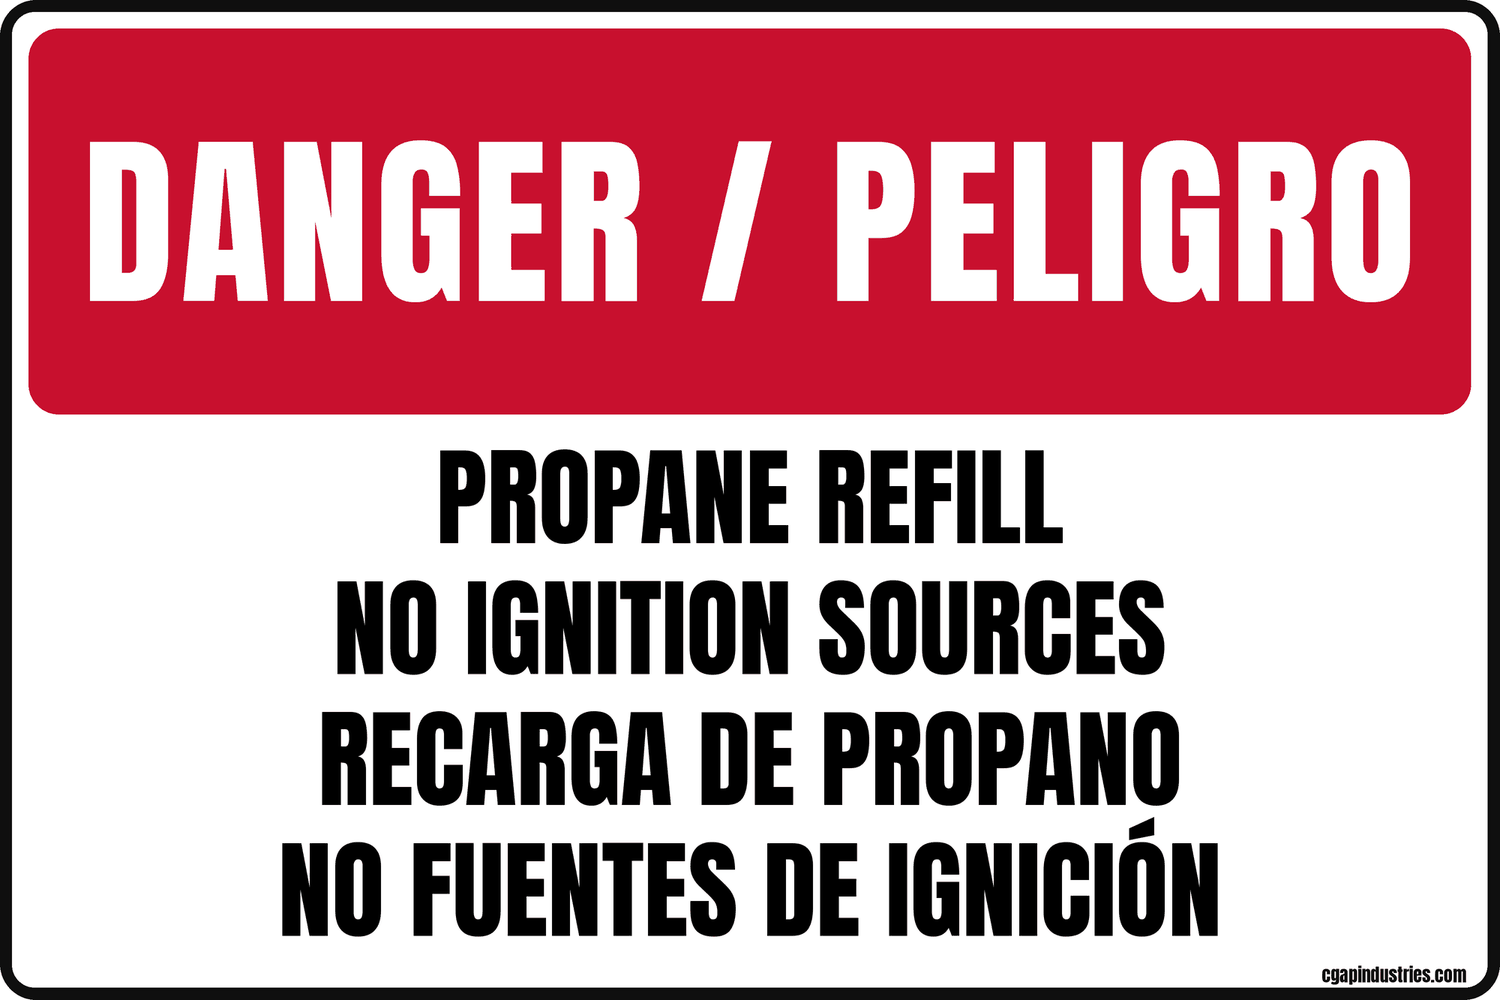 DANGER / PELIGRO
PROPANE REFILL
NO IGNITION SOURCES
RECARGA DE PROPANO
NO FUENTES DE IGNICIÓN
cgapindustries.com